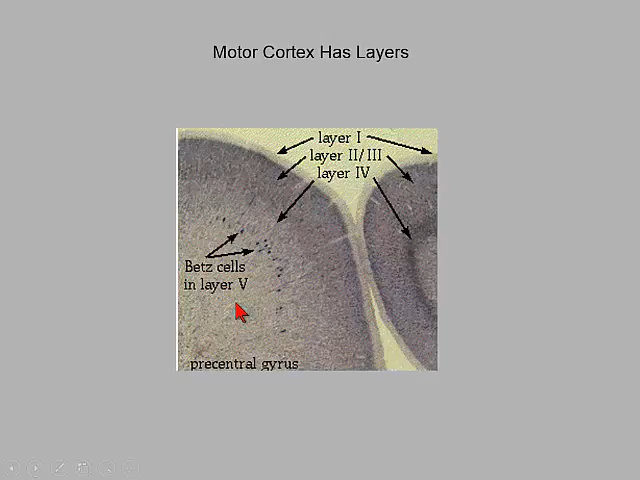 Motor Cortex Has Layers
layer I
layer II/III
layer IV
Betz cells
in layer V
precentral gyrus